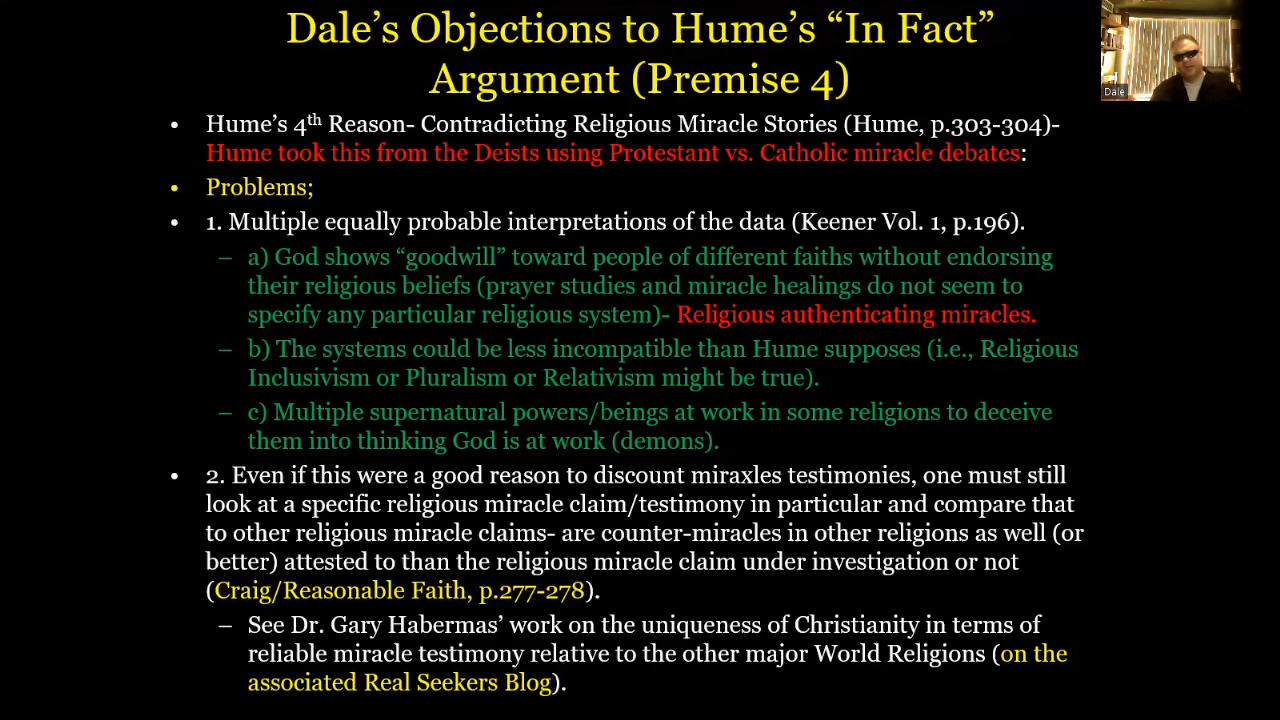 Dale’s Objections to Hume’s “In Fact”
Argument (Premise 4)
Dale
• Hume’s 4th Reason- Contradicting Religious Miracle Stories (Hume, p.303-304)-
Hume took this from the Deists using Protestant vs. Catholic miracle debates:
• Problems;
• 1. Multiple equally probable interpretations of the data (Keener Vol. 1, p.196).
– a) God shows “goodwill” toward people of different faiths without endorsing
their religious beliefs (prayer studies and miracle healings do not seem to
specify any particular religious system)- Religious authenticating miracles.
– b) The systems could be less incompatible than Hume supposes (i.e., Religious
Inclusivism or Pluralism or Relativism might be true).
– c) Multiple supernatural powers/beings at work in some religions to deceive
them into thinking God is at work (demons).
• 2. Even if this were a good reason to discount miraxles testimonies, one must still
look at a specific religious miracle claim/testimony in particular and compare that
to other religious miracle claims- are counter-miracles in other religions as well (or
better) attested to than the religious miracle claim under investigation or not
(Craig/Reasonable Faith, p.277-278).
– See Dr. Gary Habermas’ work on the uniqueness of Christianity in terms of
reliable miracle testimony relative to the other major World Religions (on the
associated Real Seekers Blog).